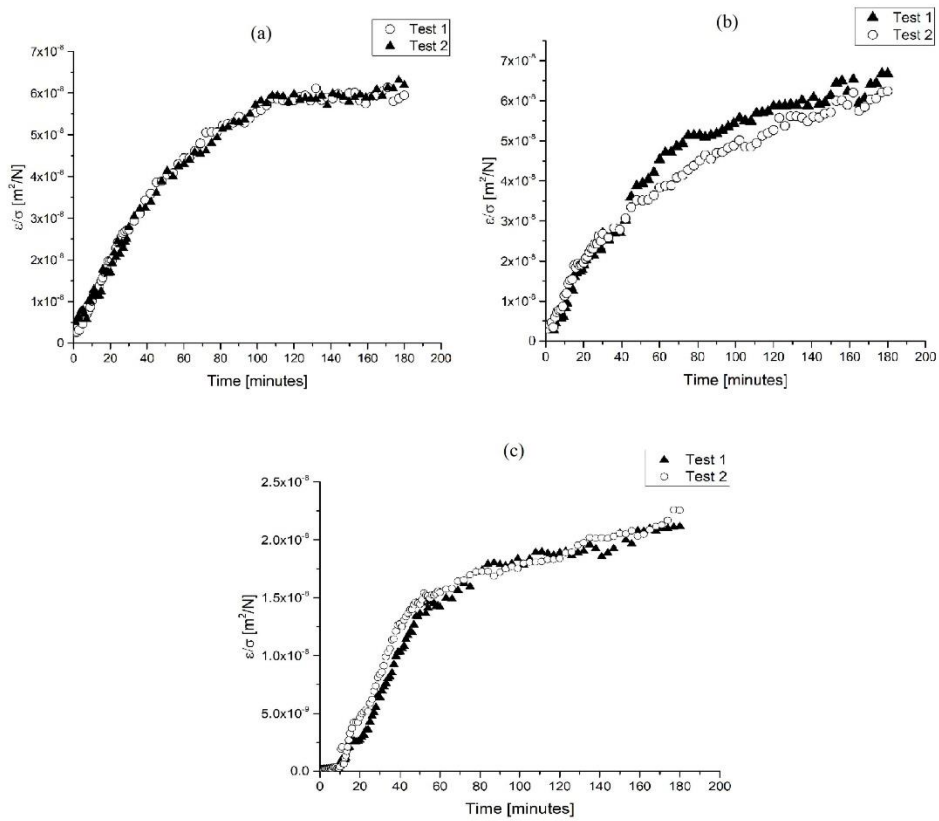 (a)
Test 1
Test 2
7x10⁻⁸
6x10⁻⁸
5x10⁻⁸
4x10⁻⁸
3x10⁻⁸
2x10⁻⁸
1x10⁻⁸
0
ε/σ [m²/N]
0 20 40 60 80 100 120 140 160 180 200
Time [minutes]
(b)
Test 1
Test 2
7x10⁻⁸
6x10⁻⁸
5x10⁻⁸
4x10⁻⁸
3x10⁻⁸
2x10⁻⁸
1x10⁻⁸
0
ε/σ [m²/N]
0 20 40 60 80 100 120 140 160 180 200
Time [minutes]
(c)
Test 1
Test 2
2.5x10⁻⁸
2.0x10⁻⁸
1.5x10⁻⁸
1.0x10⁻⁸
5.0x10⁻⁹
0.0
ε/σ [m²/N]
0 20 40 60 80 100 120 140 160 180 200
Time [minutes]